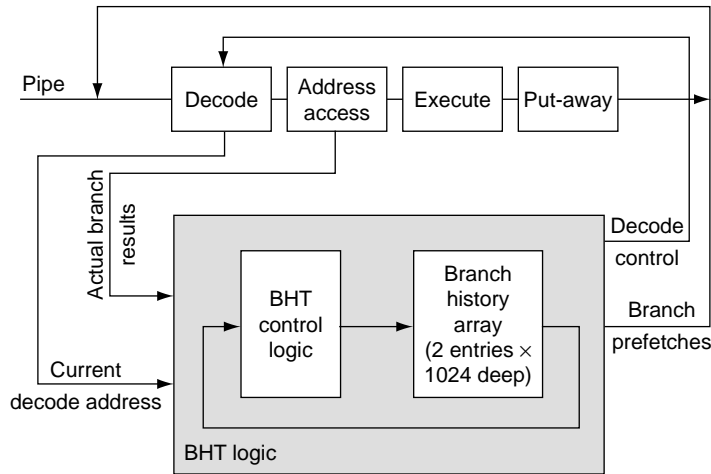 Pipe
Decode
Address
access
Execute
Put-away
Actual branch
results
Decode
control
BHT
control
logic
Branch
history
array
(2 entries ×
1024 deep)
Branch
prefetches
Current
decode address
BHT logic